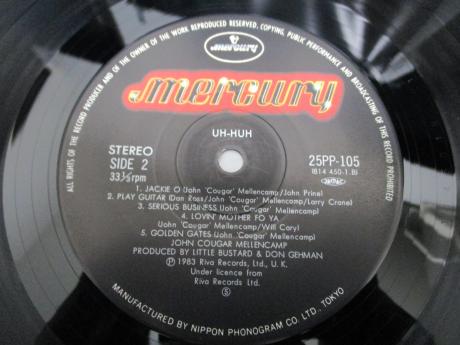 ALL RIGHTS OF THE RECORD PRODUCER AND OF THE OWNER OF THE WORK REPRODUCED RESERVED. COPYING, PUBLIC PERFORMANCE AND BROADCASTING OF THIS RECORD PROHIBITED
mercury
mercury
UH-HUH
STEREO
SIDE 2
33⅓rpm
25PP-105
(814 450-1.B)
1. JACKIE O (John 'Cougar' Mellencamp/John Prine)
2. PLAY GUITAR (Dan Ross/John 'Cougar' Mellencamp/Larry Crane)
3. SERIOUS BUSINESS (John 'Cougar' Mellencamp)
4. LOVIN' MOTHER FO YA
(John 'Cougar' Mellencamp/Will Cary)
5. GOLDEN GATES (John 'Cougar' Mellencamp)
JOHN COUGAR MELLENCAMP
PRODUCED BY LITTLE BUSTARD & DON GEHMAN
Ⓟ 1983 Riva Records, Ltd., U. K.
Under licence from
Riva Records, Ltd.
Ⓢ
MANUFACTURED BY NIPPON PHONOGRAM CO. LTD., TOKYO